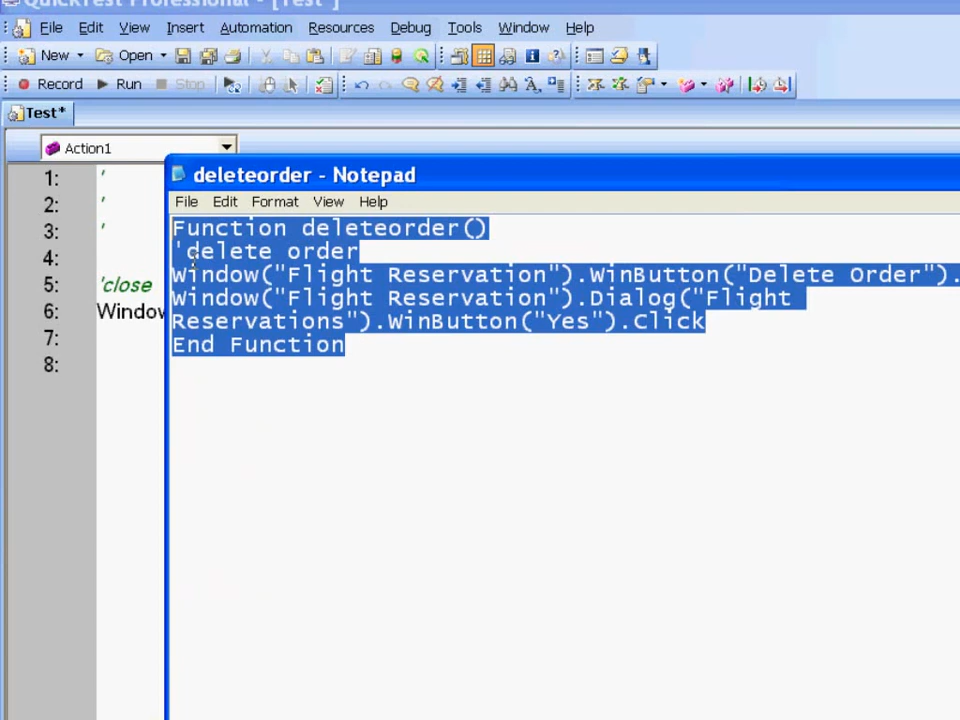 QuickTest Professional - [Test*]
File Edit View Insert Automation Resources Debug Tools Window Help
New Open
Record Run Stop
Test*
Action1
deleteorder - Notepad
File Edit Format View Help
1: '
2: '
3: '
4:
5: 'close
6: Window
7:
8:
Function deleteorder()
'delete order
Window("Flight Reservation").WinButton("Delete Order").
Window("Flight Reservation").Dialog("Flight
Reservations").WinButton("Yes").Click
End Function